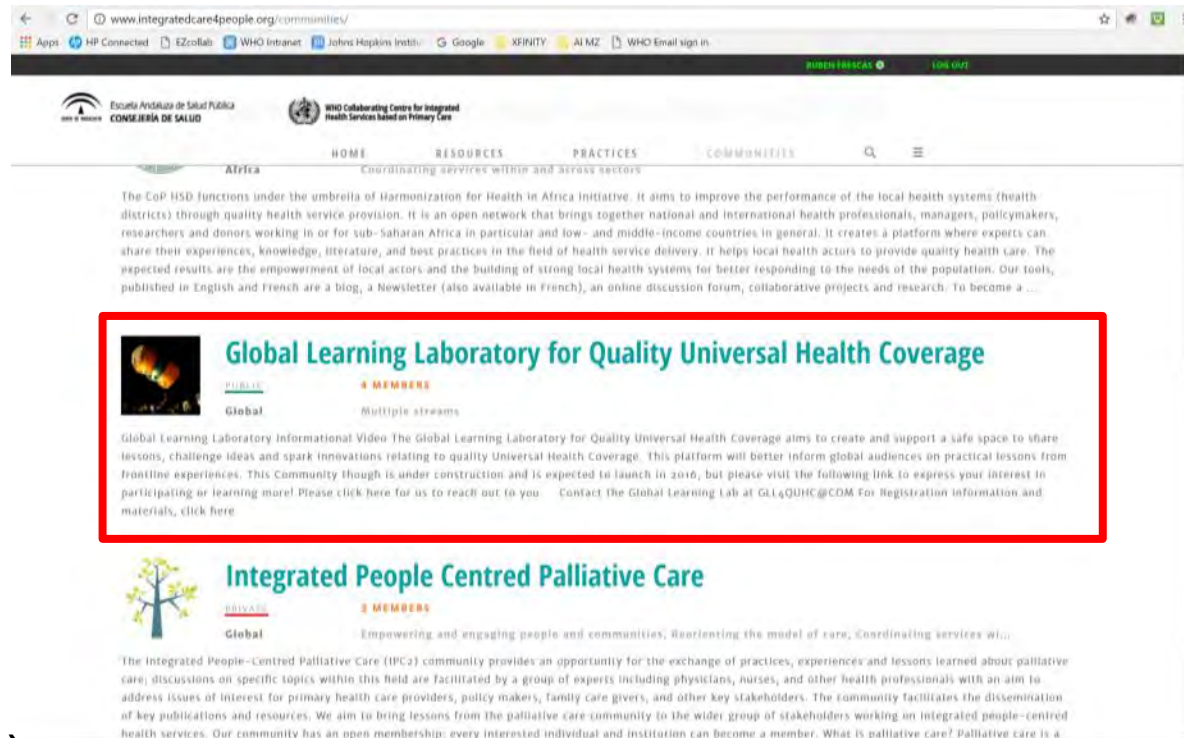 www.integratedcare4people.org/communities/
Apps HP Connected EZcollab WHO Intranet Johns Hopkins Institu Google XFINITY AI MZ WHO Email sign in
RUBEN FRESCAS LOG OUT
Escuela Andaluza de Salud Pública
CONSEJERÍA DE SALUD
WHO Collaborating Centre for Integrated
Health Services based on Primary Care
HOME RESOURCES PRACTICES COMMUNITIES
Africa Coordinating services within and across sectors
The CoP HSD functions under the umbrella of Harmonization for Health in Africa initiative. It aims to improve the performance of the local health systems (health
districts) through quality health service provision. It is an open network that brings together national and international health professionals, managers, policymakers,
researchers and donors working in or for sub-Saharan Africa in particular and low- and middle-income countries in general. It creates a platform where experts can
share their experiences, knowledge, literature, and best practices in the field of health service delivery. It helps local health actors to provide quality health care. The
expected results are the empowerment of local actors and the building of strong local health systems for better responding to the needs of the population. Our tools,
published in English and French are a blog, a Newsletter (also available in French), an online discussion forum, collaborative projects and research. To become a ...
Global Learning Laboratory for Quality Universal Health Coverage
PUBLIC 4 MEMBERS
Global Multiple streams
Global Learning Laboratory Informational Video The Global Learning Laboratory for Quality Universal Health Coverage aims to create and support a safe space to share
lessons, challenge ideas and spark innovations relating to quality Universal Health Coverage. This platform will better inform global audiences on practical lessons from
frontline experiences. This Community though is under construction and is expected to launch in 2016, but please visit the following link to express your interest in
participating or learning more! Please click here for us to reach out to you Contact the Global Learning Lab at GLL4QUHC@COM For Registration information and
materials, click here
Integrated People Centred Palliative Care
PRIVATE 3 MEMBERS
Global Empowering and engaging people and communities, Reorienting the model of care, Coordinating services wi...
The Integrated People-Centred Palliative Care (IPC2) community provides an opportunity for the exchange of practices, experiences and lessons learned about palliative
care; discussions on specific topics within this field are facilitated by a group of experts including physicians, nurses, and other health professionals with an aim to
address issues of interest for primary health care providers, policy makers, family care givers, and other key stakeholders. The community facilitates the dissemination
of key publications and resources. We aim to bring lessons from the palliative care community to the wider group of stakeholders working on integrated people-centred
health services. Our community has an open membership: every interested individual and institution can become a member. What is palliative care? Palliative care is a